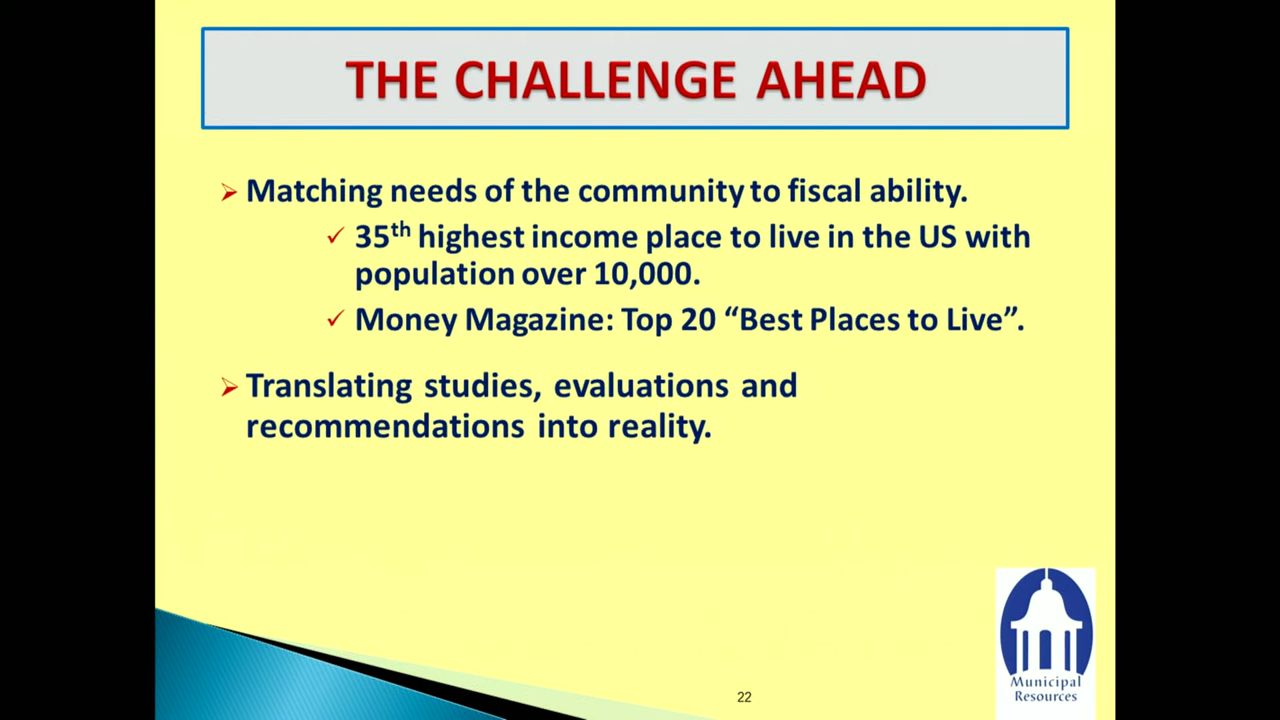 THE CHALLENGE AHEAD
Matching needs of the community to fiscal ability.
35th highest income place to live in the US with
population over 10,000.
Money Magazine: Top 20 “Best Places to Live”.
Translating studies, evaluations and
recommendations into reality.
Municipal
Resources
22